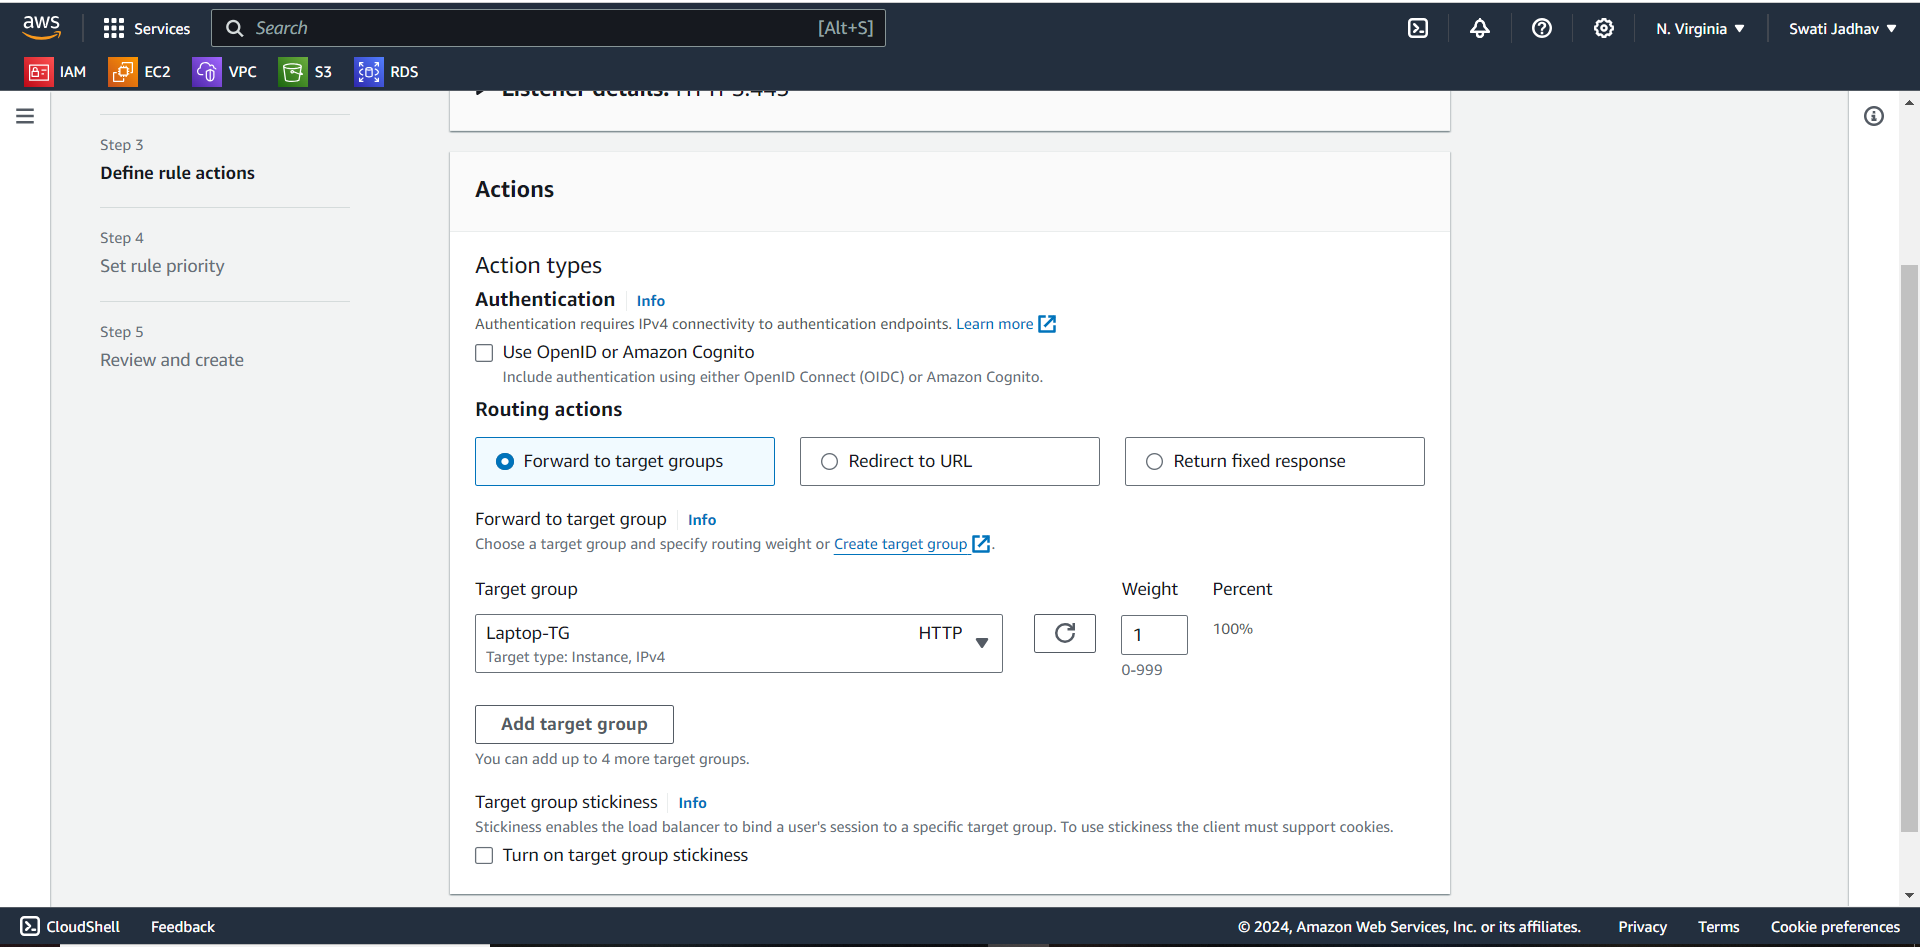 aws
Services
Search
[Alt+S]
N. Virginia
Swati Jadhav
IAM
EC2
VPC
S3
RDS
Listener details: HTTPS:443
Step 3
Define rule actions
Step 4
Set rule priority
Step 5
Review and create
Actions
Action types
Authentication Info
Authentication requires IPv4 connectivity to authentication endpoints. Learn more
Use OpenID or Amazon Cognito
Include authentication using either OpenID Connect (OIDC) or Amazon Cognito.
Routing actions
Forward to target groups
Redirect to URL
Return fixed response
Forward to target group Info
Choose a target group and specify routing weight or Create target group.
Target group
Weight
Percent
Laptop-TG
HTTP
Target type: Instance, IPv4
1
100%
0-999
Add target group
You can add up to 4 more target groups.
Target group stickiness Info
Stickiness enables the load balancer to bind a user's session to a specific target group. To use stickiness the client must support cookies.
Turn on target group stickiness
CloudShell
Feedback
© 2024, Amazon Web Services, Inc. or its affiliates.
Privacy
Terms
Cookie preferences